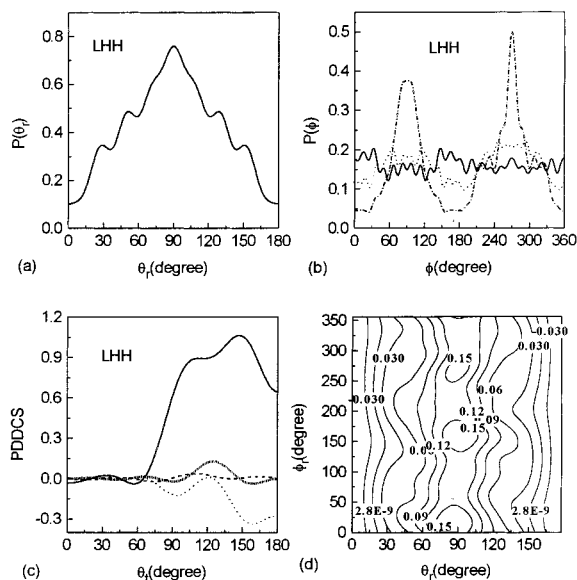 0.8
0.6
0.4
0.2
0.0
P(θr)
LHH
0 30 60 90 120 150 180
θr(degree)
(a)
0.5
0.4
0.3
0.2
0.1
0.0
P(ϕ)
LHH
0 60 120 180 240 300 360
ϕ(degree)
(b)
1.2
0.9
0.6
0.3
0.0
-0.3
PDDCS
LHH
0 30 60 90 120 150 180
θt(degree)
(c)
350
300
250
200
150
100
50
0
ϕr(degree)
-0.030
0.030
0.030
0.15
0.06
-0.030
0.12
0.15
0.12
2.8E-9
0.09
0.15
2.8E-9
0 30 60 90 120 150 180
θr(degree)
(d)